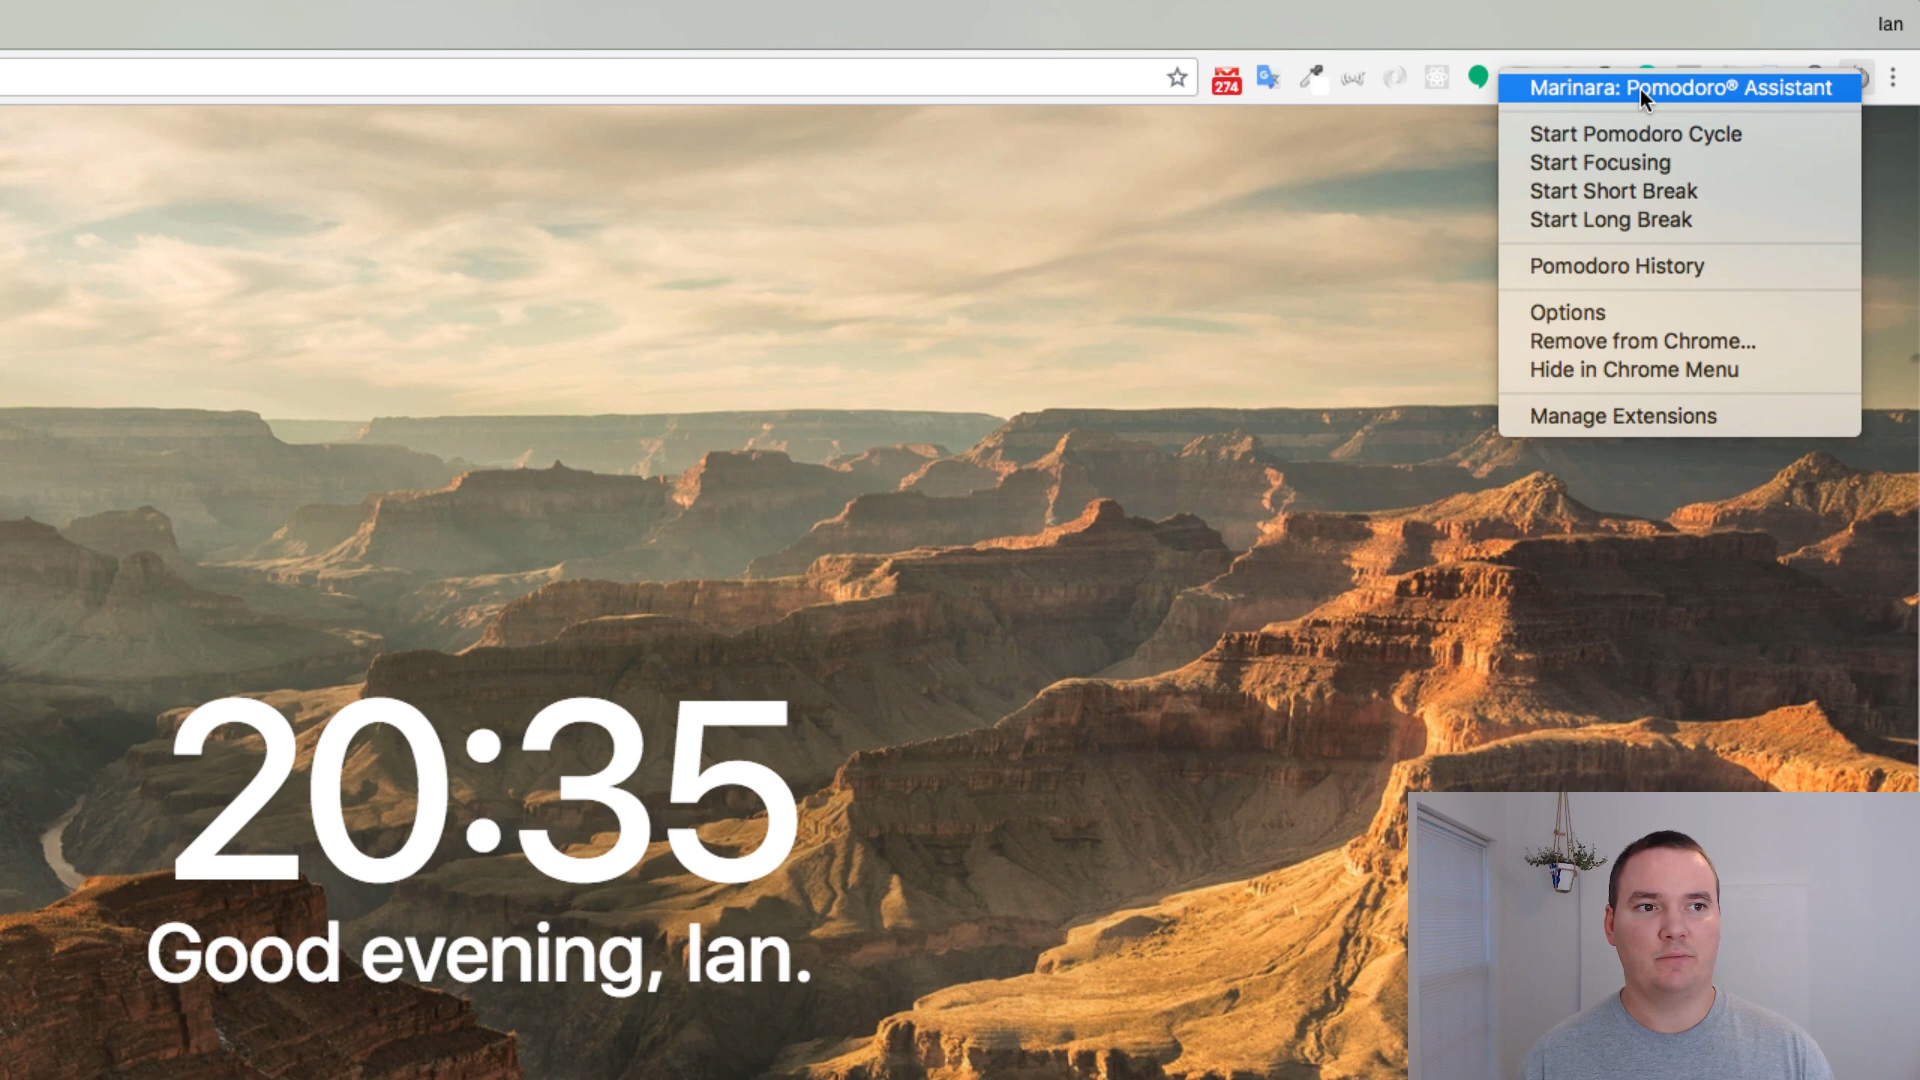 Ian
274
Marinara: Pomodoro® Assistant
Start Pomodoro Cycle
Start Focusing
Start Short Break
Start Long Break
Pomodoro History
Options
Remove from Chrome...
Hide in Chrome Menu
Manage Extensions
20:35
Good evening, Ian.